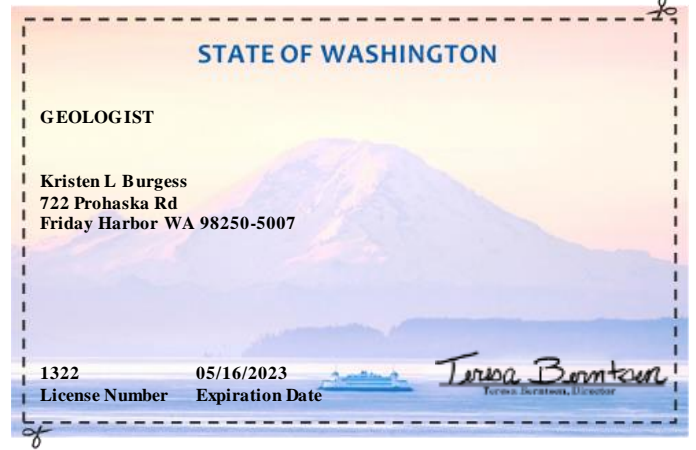 STATE OF WASHINGTON
GEOLOGIST
Kristen L Burgess
722 Prohaska Rd
Friday Harbor WA 98250-5007
1322 05/16/2023
License Number Expiration Date
Teresa Berntsen
Teresa Berntsen, Director